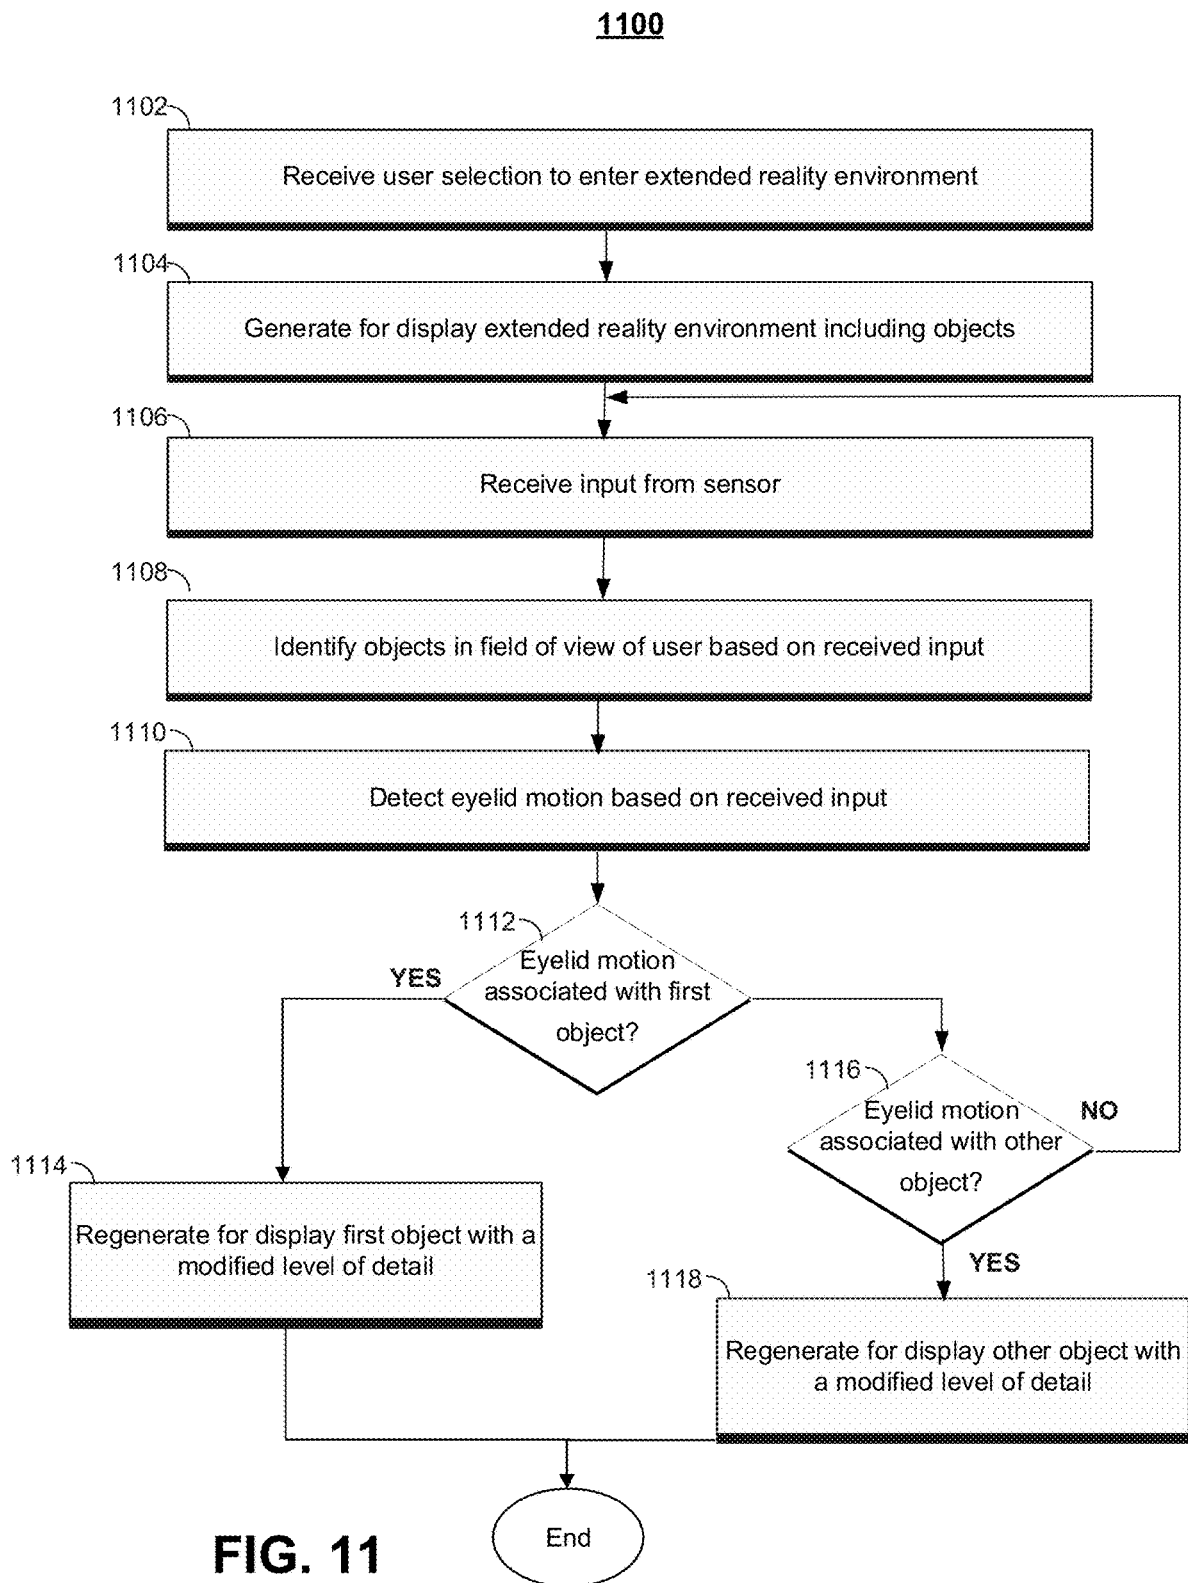 1100
1102
Receive user selection to enter extended reality environment
1104
Generate for display extended reality environment including objects
1106
Receive input from sensor
1108
Identify objects in field of view of user based on received input
1110
Detect eyelid motion based on received input
1112
YES
Eyelid motion
associated with first
object?
1116
Eyelid motion
associated with other
object?
NO
1114
Regenerate for display first object with a
modified level of detail
YES
1118
Regenerate for display other object with
a modified level of detail
End
FIG. 11